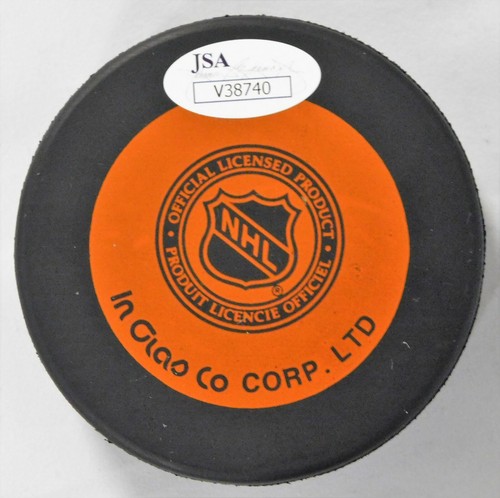 JSA
V38740
• OFFICIAL LICENSED PRODUCT •
NHL
®
PRODUIT LICENCIE OFFICIEL
In Glas Co CORP. LTD